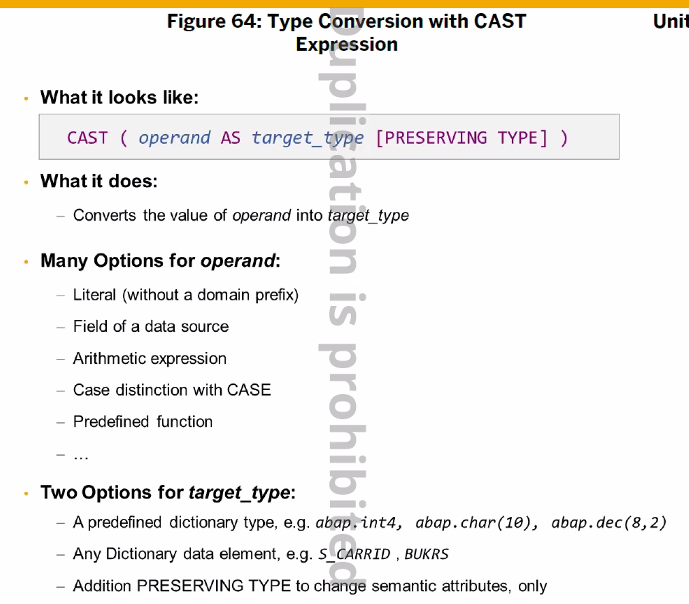 Figure 64: Type Conversion with CAST
Expression
Unit
• What it looks like:
CAST ( operand AS target_type [PRESERVING TYPE] )
• What it does:
– Converts the value of operand into target_type
• Many Options for operand:
– Literal (without a domain prefix)
– Field of a data source
– Arithmetic expression
– Case distinction with CASE
– Predefined function
– ...
• Two Options for target_type:
– A predefined dictionary type, e.g. abap.int4, abap.char(10), abap.dec(8,2)
– Any Dictionary data element, e.g. S_CARRID , BUKRS
– Addition PRESERVING TYPE to change semantic attributes, only
Duplication is prohibited